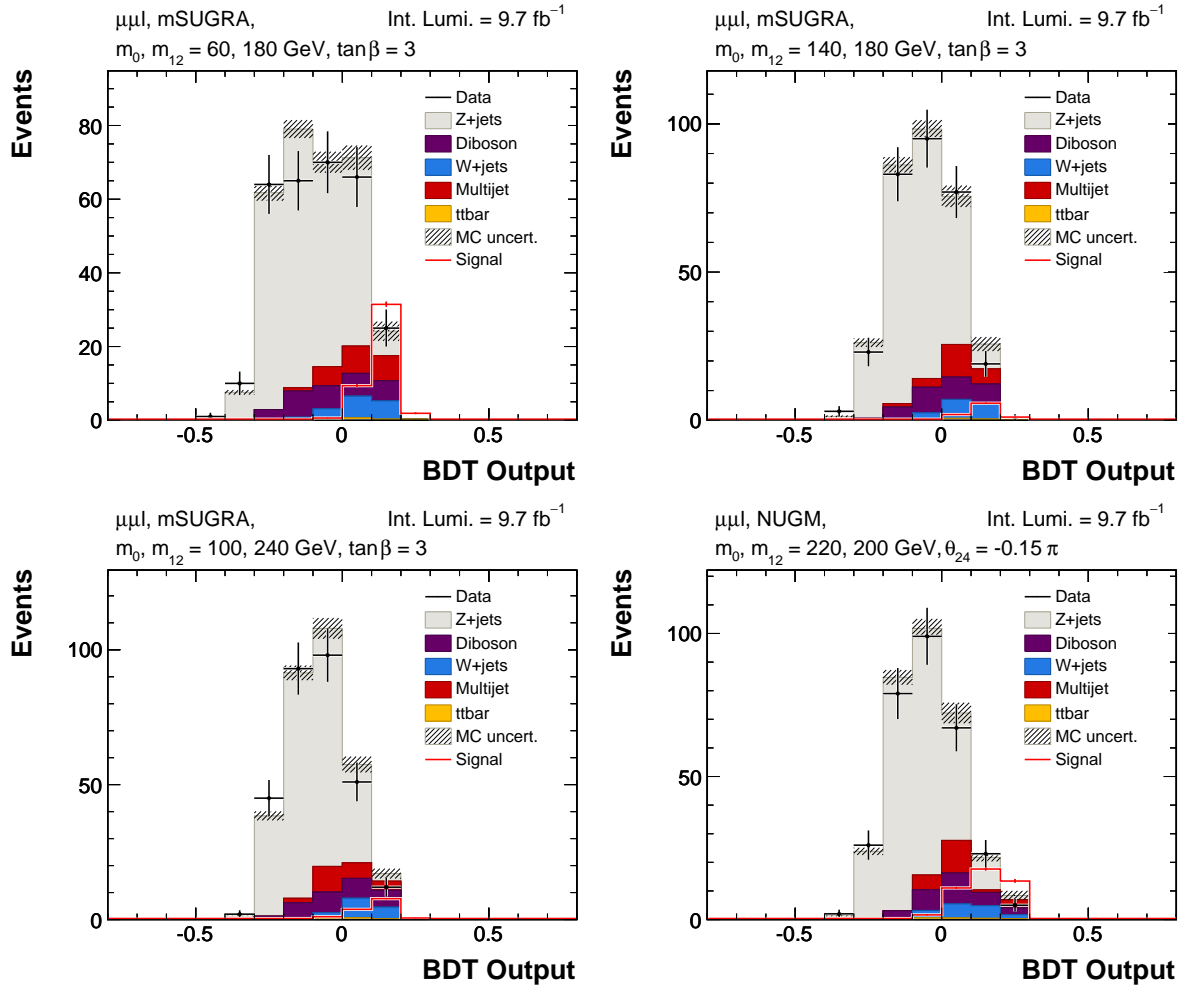 μμl, mSUGRA, Int. Lumi. = 9.7 fb⁻¹
m₀, m₁₂ = 60, 180 GeV, tanβ = 3
Events
80
60
40
20
0
Data
Z+jets
Diboson
W+jets
Multijet
ttbar
MC uncert.
Signal
-0.5 0 0.5
BDT Output
μμl, mSUGRA, Int. Lumi. = 9.7 fb⁻¹
m₀, m₁₂ = 140, 180 GeV, tanβ = 3
Events
100
50
0
Data
Z+jets
Diboson
W+jets
Multijet
ttbar
MC uncert.
Signal
-0.5 0 0.5
BDT Output
μμl, mSUGRA, Int. Lumi. = 9.7 fb⁻¹
m₀, m₁₂ = 100, 240 GeV, tanβ = 3
Events
100
50
0
Data
Z+jets
Diboson
W+jets
Multijet
ttbar
MC uncert.
Signal
-0.5 0 0.5
BDT Output
μμl, NUGM, Int. Lumi. = 9.7 fb⁻¹
m₀, m₁₂ = 220, 200 GeV,θ₂₄ = -0.15 π
Events
100
50
0
Data
Z+jets
Diboson
W+jets
Multijet
ttbar
MC uncert.
Signal
-0.5 0 0.5
BDT Output